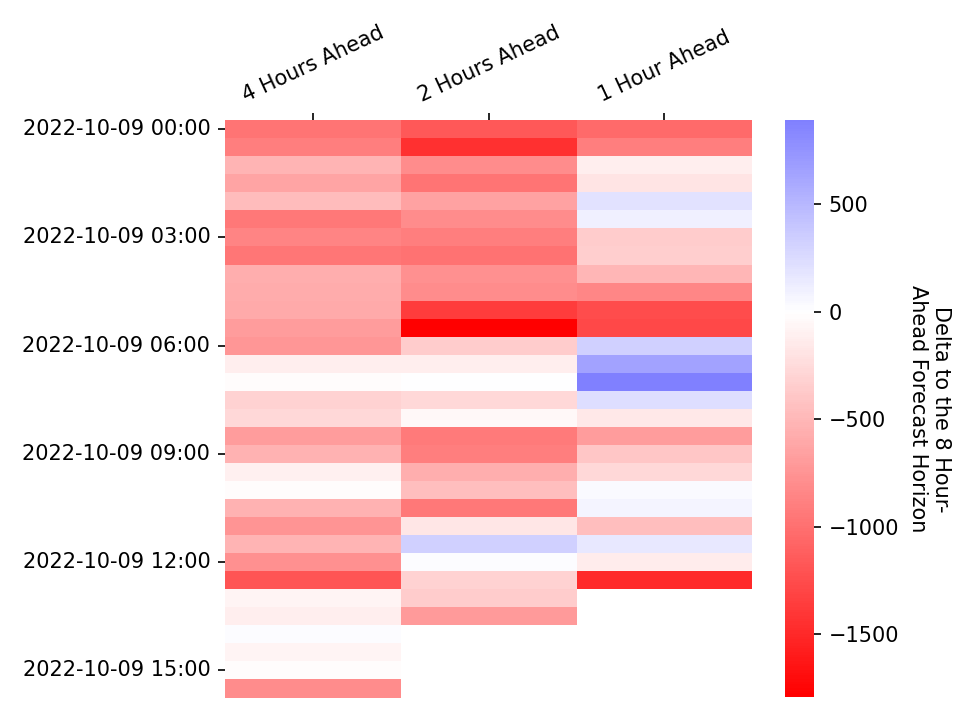 4 Hours Ahead
2 Hours Ahead
1 Hour Ahead
2022-10-09 00:00
2022-10-09 03:00
2022-10-09 06:00
2022-10-09 09:00
2022-10-09 12:00
2022-10-09 15:00
500
0
−500
−1000
−1500
Delta to the 8 Hour-
Ahead Forecast Horizon